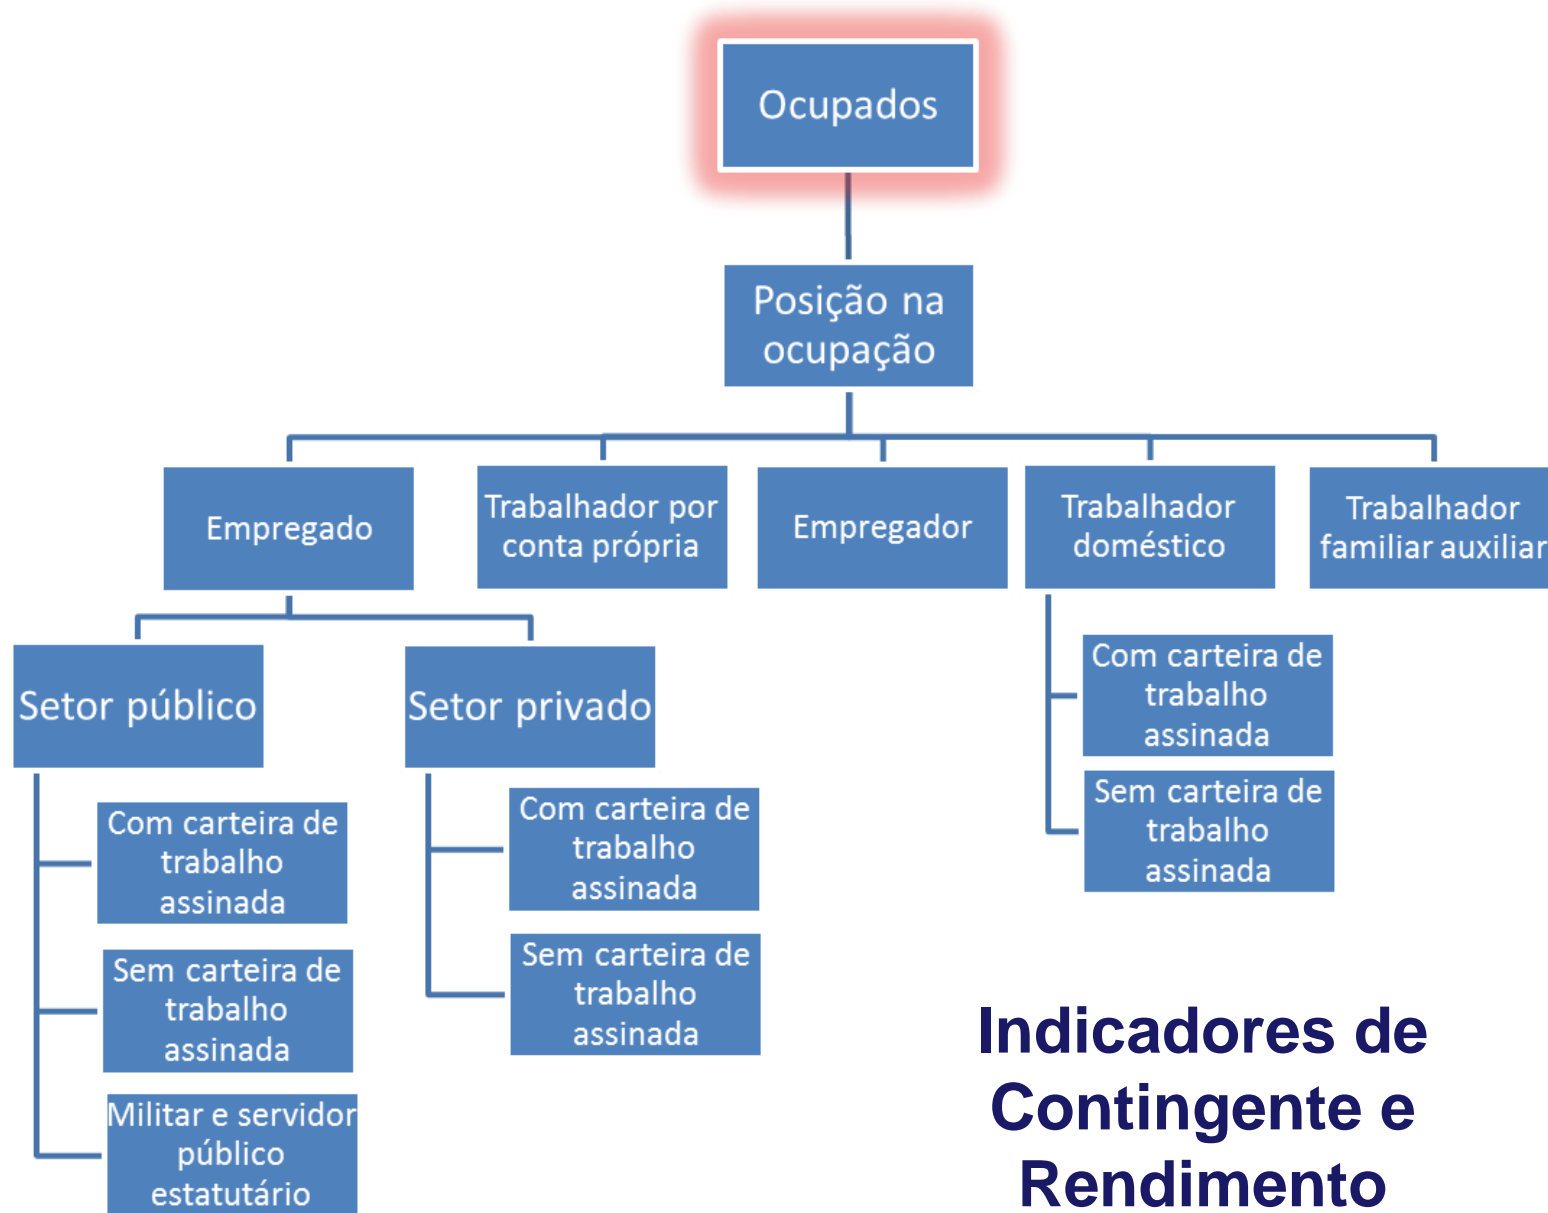 Ocupados
Posição na
ocupação
Empregado
Trabalhador por
conta própria
Empregador
Trabalhador
doméstico
Trabalhador
familiar auxiliar
Setor público
Com carteira de
trabalho
assinada
Sem carteira de
trabalho
assinada
Militar e servidor
público
estatutário
Setor privado
Com carteira de
trabalho
assinada
Sem carteira de
trabalho
assinada
Com carteira de
trabalho
assinada
Sem carteira de
trabalho
assinada
Indicadores de
Contingente e
Rendimento